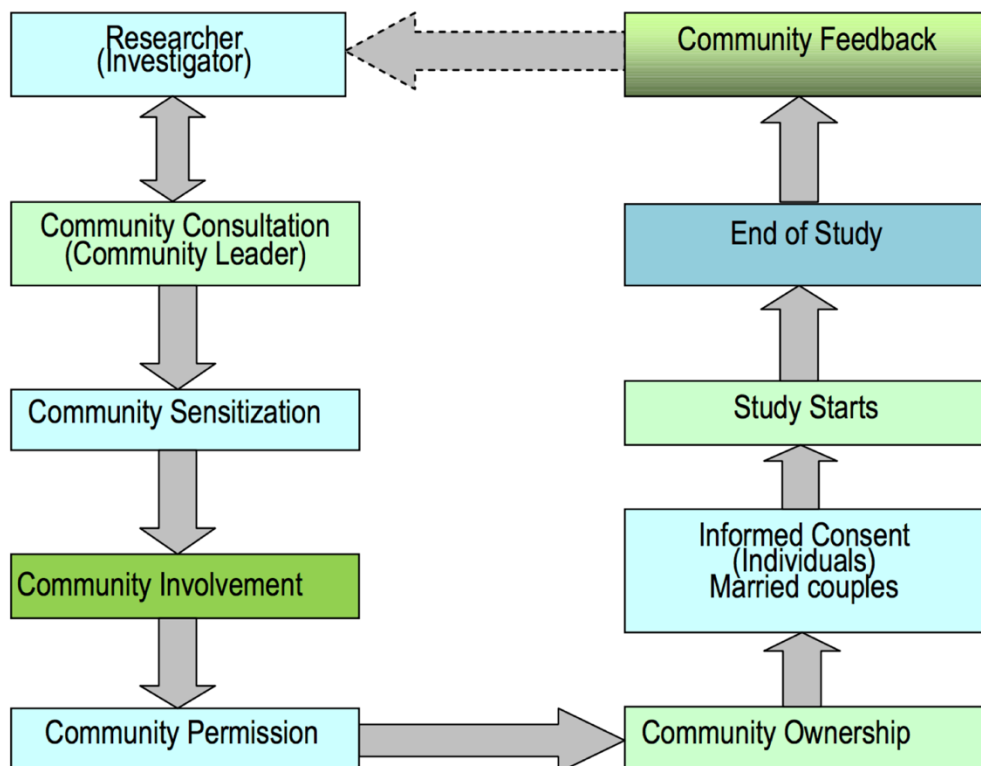 Researcher
(Investigator)
Community Consultation
(Community Leader)
Community Sensitization
Community Involvement
Community Permission
Community Ownership
Informed Consent
(Individuals)
Married couples
Study Starts
End of Study
Community Feedback